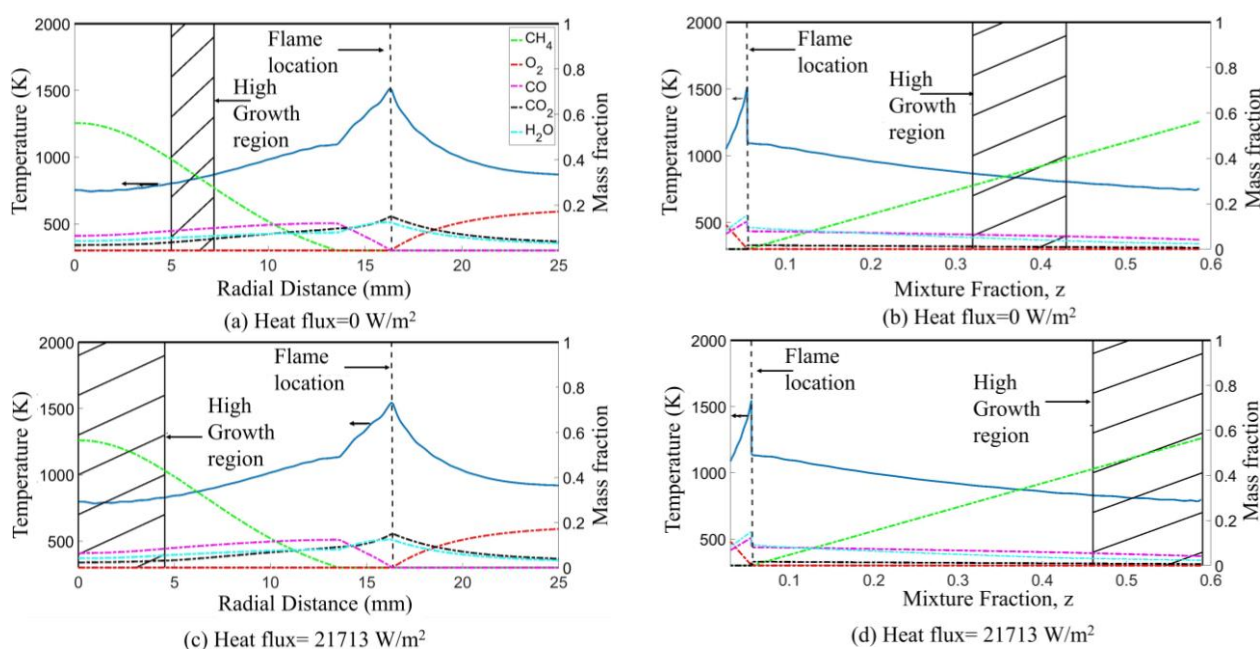 2000
1500
1000
500
Temperature (K)
0
5
10
15
20
25
Radial Distance (mm)
1
0.8
0.6
0.4
0.2
0
Mass fraction
Flame
location
High
Growth
region
CH4
O2
CO
CO2
H2O
(a) Heat flux=0 W/m²
2000
1500
1000
500
Temperature (K)
0.1
0.2
0.3
0.4
0.5
0.6
Mixture Fraction, z
1
0.8
0.6
0.4
0.2
0
Mass fraction
Flame
location
High
Growth
region
(b) Heat flux=0 W/m²
2000
1500
1000
500
Temperature (K)
0
5
10
15
20
25
Radial Distance (mm)
1
0.8
0.6
0.4
0.2
0
Mass fraction
Flame
location
High
Growth
region
(c) Heat flux= 21713 W/m²
2000
1500
1000
500
Temperature (K)
0.1
0.2
0.3
0.4
0.5
0.6
Mixture Fraction, z
1
0.8
0.6
0.4
0.2
0
Mass fraction
Flame
location
High
Growth
region
(d) Heat flux= 21713 W/m²